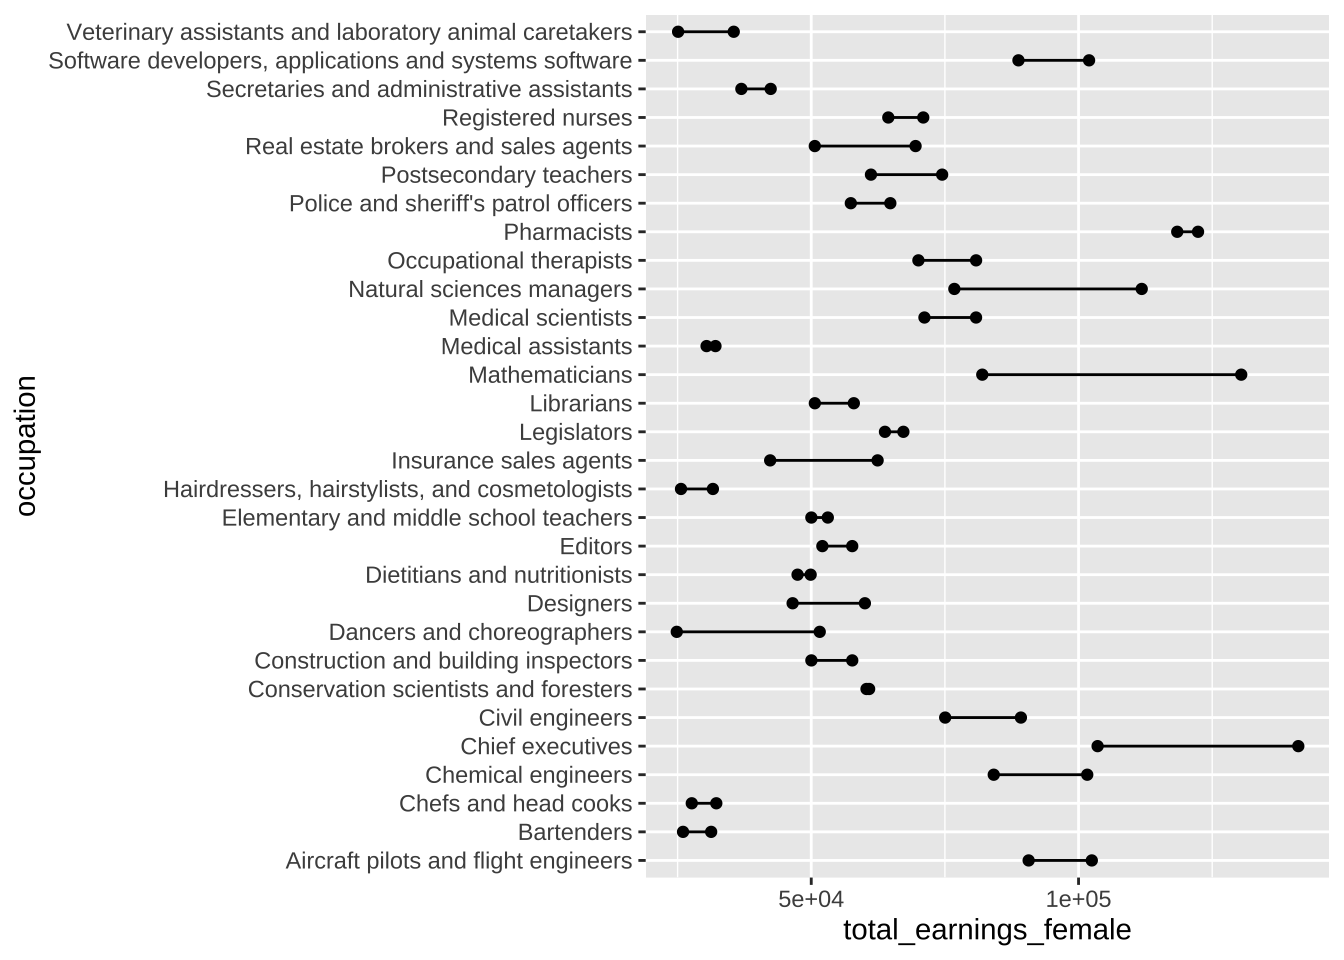 Veterinary assistants and laboratory animal caretakers
Software developers, applications and systems software
Secretaries and administrative assistants
Registered nurses
Real estate brokers and sales agents
Postsecondary teachers
Police and sheriff's patrol officers
Pharmacists
Occupational therapists
Natural sciences managers
Medical scientists
Medical assistants
Mathematicians
Librarians
Legislators
Insurance sales agents
Hairdressers, hairstylists, and cosmetologists
Elementary and middle school teachers
Editors
Dietitians and nutritionists
Designers
Dancers and choreographers
Construction and building inspectors
Conservation scientists and foresters
Civil engineers
Chief executives
Chemical engineers
Chefs and head cooks
Bartenders
Aircraft pilots and flight engineers
occupation
5e+04 1e+05
total_earnings_female